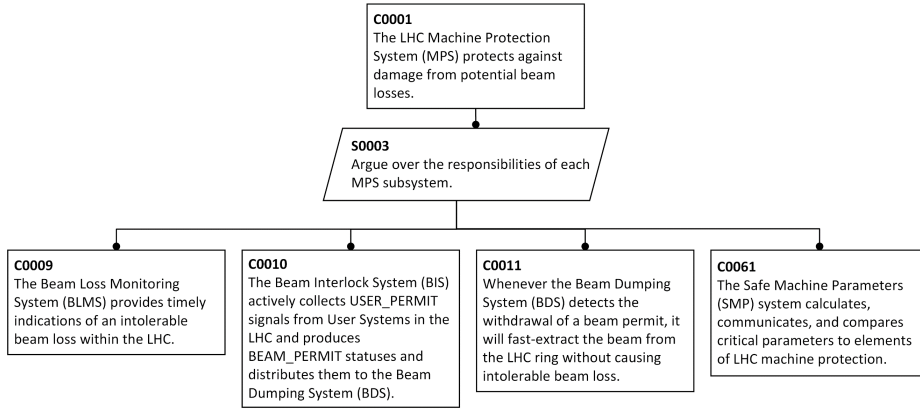 C0001
The LHC Machine Protection
System (MPS) protects against
damage from potential beam
losses.
S0003
Argue over the responsibilities of each
MPS subsystem.
C0009
The Beam Loss Monitoring
System (BLMS) provides timely
indications of an intolerable
beam loss within the LHC.
C0010
The Beam Interlock System (BIS)
actively collects USER_PERMIT
signals from User Systems in the
LHC and produces
BEAM_PERMIT statuses and
distributes them to the Beam
Dumping System (BDS).
C0011
Whenever the Beam Dumping
System (BDS) detects the
withdrawal of a beam permit, it
will fast-extract the beam from
the LHC ring without causing
intolerable beam loss.
C0061
The Safe Machine Parameters
(SMP) system calculates,
communicates, and compares
critical parameters to elements
of LHC machine protection.